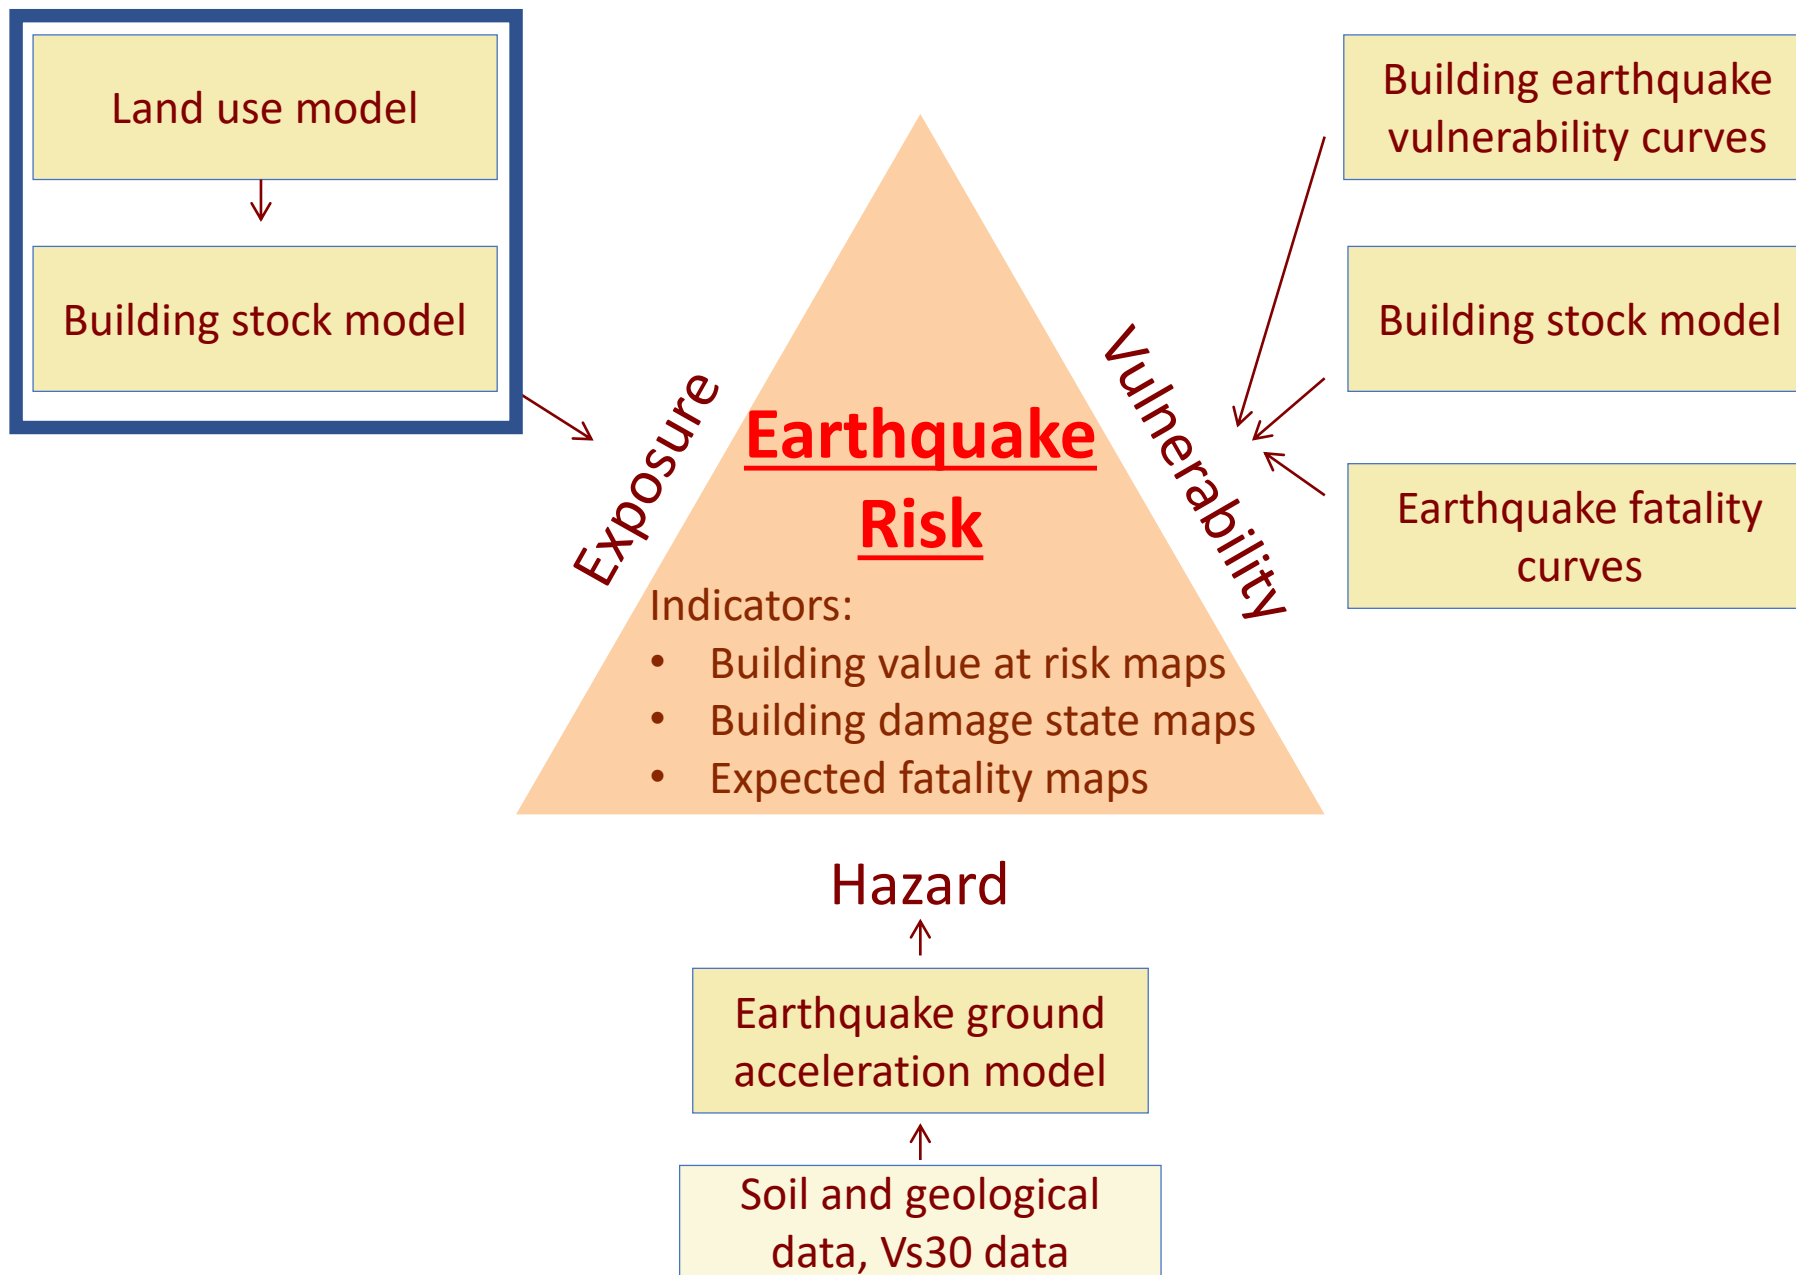 Land use model
Building stock model
Exposure
Earthquake
Risk
Indicators:
• Building value at risk maps
• Building damage state maps
• Expected fatality maps
Vulnerability
Building earthquake
vulnerability curves
Building stock model
Earthquake fatality
curves
Hazard
Earthquake ground
acceleration model
Soil and geological
data, Vs30 data